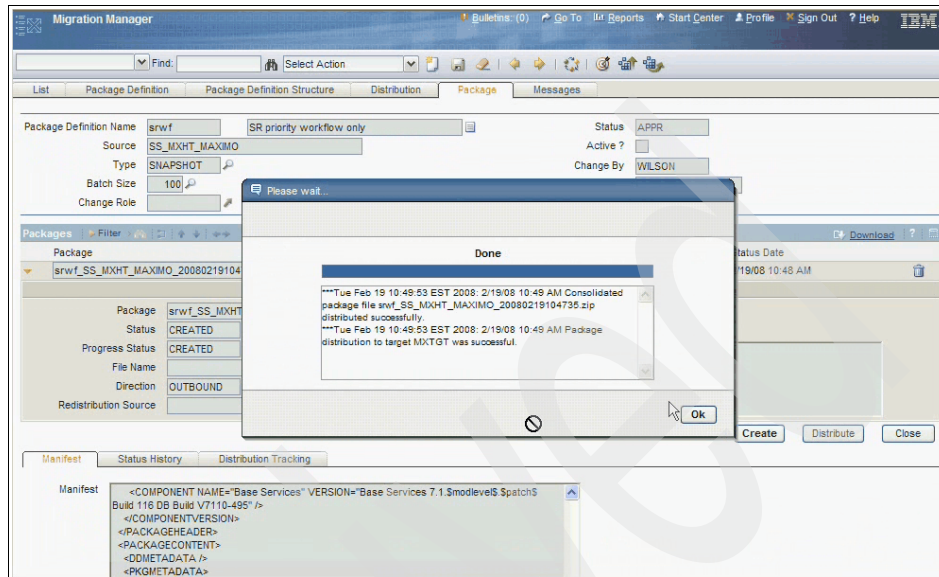 Migration Manager
Bulletins: (0) Go To Reports Start Center Profile Sign Out ? Help IBM
Find: Select Action
List Package Definition Package Definition Structure Distribution Package Messages
Package Definition Name srwf SR priority workflow only Status APPR
Source SS_MXHT_MAXIMO Active ?
Type SNAPSHOT Change By WILSON
Batch Size 100
Change Role
Please wait...
Packages Filter Download ?
Package tatus Date
srwf_SS_MXHT_MAXIMO_20080219104 /19/08 10:48 AM
Done
***Tue Feb 19 10:49:53 EST 2008: 2/19/08 10:49 AM Consolidated
package file srwf_SS_MXHT_MAXIMO_20080219104735.zip
distributed successfully.
***Tue Feb 19 10:49:53 EST 2008: 2/19/08 10:49 AM Package
distribution to target MXTGT was successful.
Package srwf_SS_MXHT
Status CREATED
Progress Status CREATED
File Name
Direction OUTBOUND
Redistribution Source
Ok
Create Distribute Close
Manifest Status History Distribution Tracking
Manifest <COMPONENT NAME="Base Services" VERSION="Base Services 7.1.$modlevel$.$patch$
Build 116 DB Build V7110-495" />
</COMPONENTVERSION>
</PACKAGEHEADER>
<PACKAGECONTENT>
<DDMETADATA />
<PKGMETADATA>